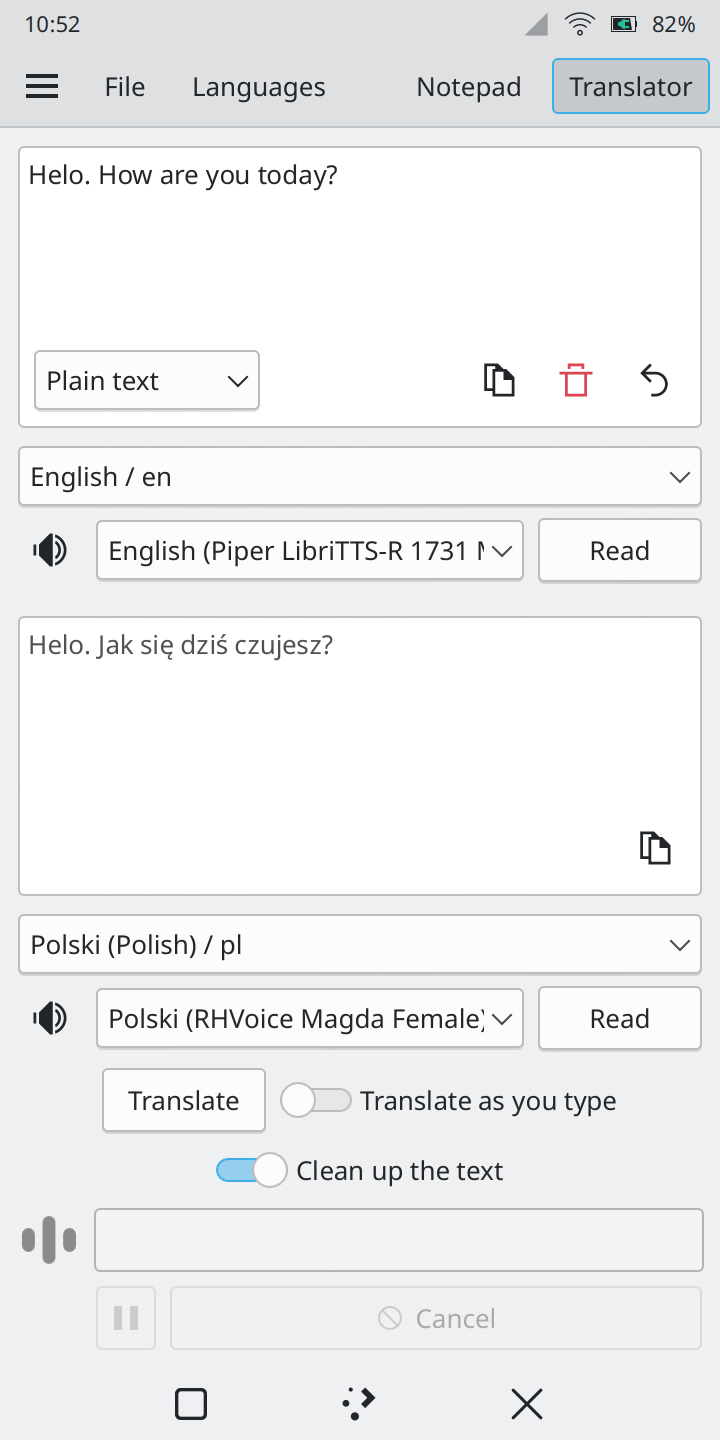 10:52
82%
File
Languages
Notepad
Translator
Helo. How are you today?
Plain text
English / en
English (Piper LibriTTS-R 1731
Read
Helo. Jak się dziś czujesz?
Polski (Polish) / pl
Polski (RHVoice Magda Female)
Read
Translate
Translate as you type
Clean up the text
Cancel